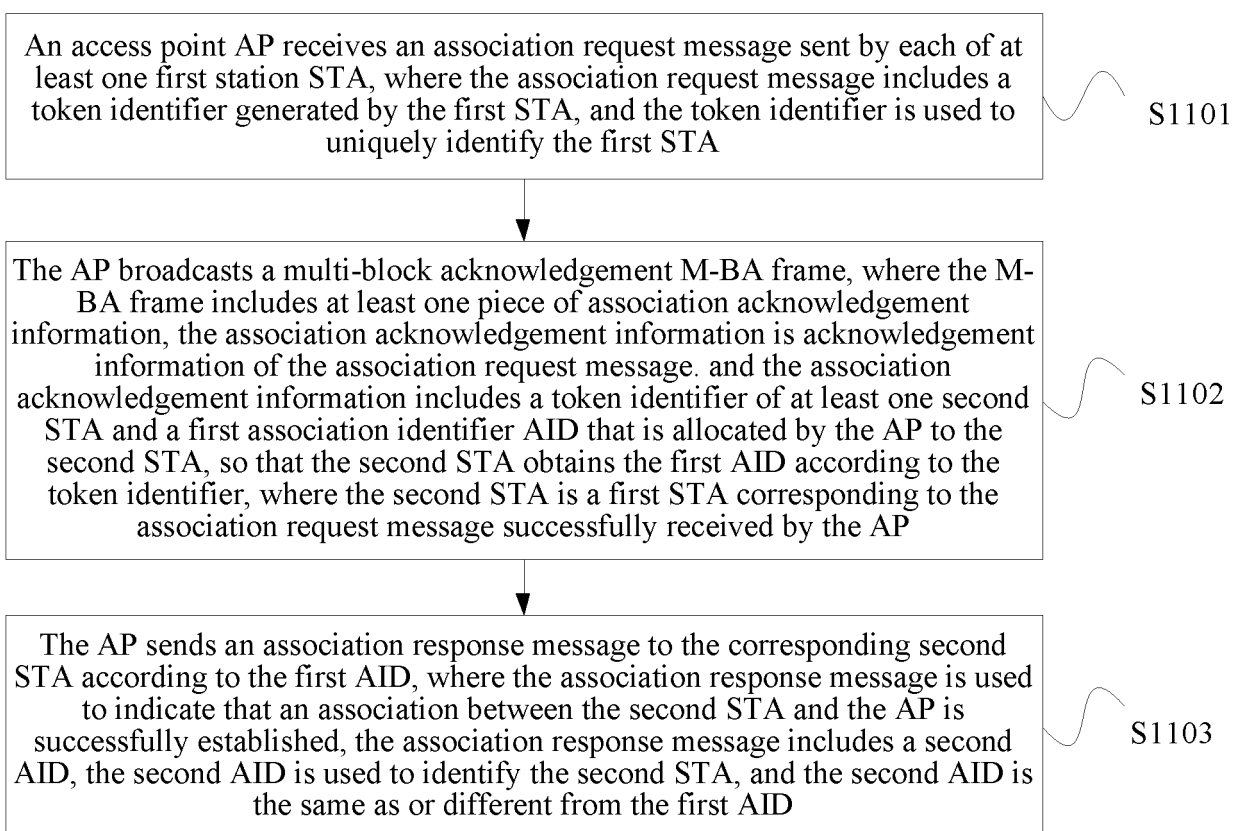 An access point AP receives an association request message sent by each of at
least one first station STA, where the association request message includes a
token identifier generated by the first STA, and the token identifier is used to
uniquely identify the first STA
S1101
The AP broadcasts a multi-block acknowledgement M-BA frame, where the M-
BA frame includes at least one piece of association acknowledgement
information, the association acknowledgement information is acknowledgement
information of the association request message. and the association
acknowledgement information includes a token identifier of at least one second
STA and a first association identifier AID that is allocated by the AP to the
second STA, so that the second STA obtains the first AID according to the
token identifier, where the second STA is a first STA corresponding to the
association request message successfully received by the AP
S1102
The AP sends an association response message to the corresponding second
STA according to the first AID, where the association response message is used
to indicate that an association between the second STA and the AP is
successfully established, the association response message includes a second
AID, the second AID is used to identify the second STA, and the second AID is
the same as or different from the first AID
S1103